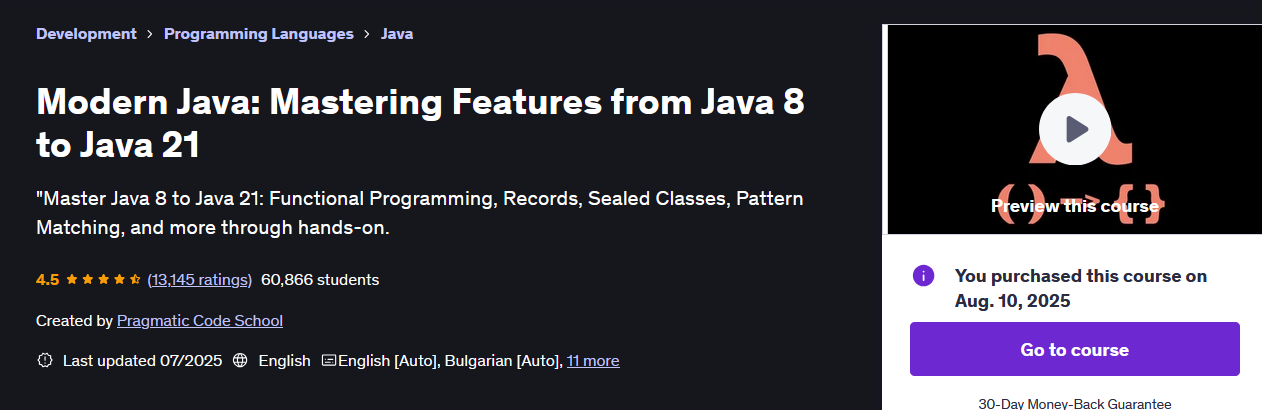 Development > Programming Languages > Java
Modern Java: Mastering Features from Java 8
to Java 21
"Master Java 8 to Java 21: Functional Programming, Records, Sealed Classes, Pattern
Matching, and more through hands-on.
4.5 ★★★★⯪ (13,145 ratings) 60,866 students
Created by Pragmatic Code School
Last updated 07/2025 English English [Auto], Bulgarian [Auto], 11 more
λ
() -> {}
Preview this course
You purchased this course on
Aug. 10, 2025
Go to course
30-Day Money-Back Guarantee